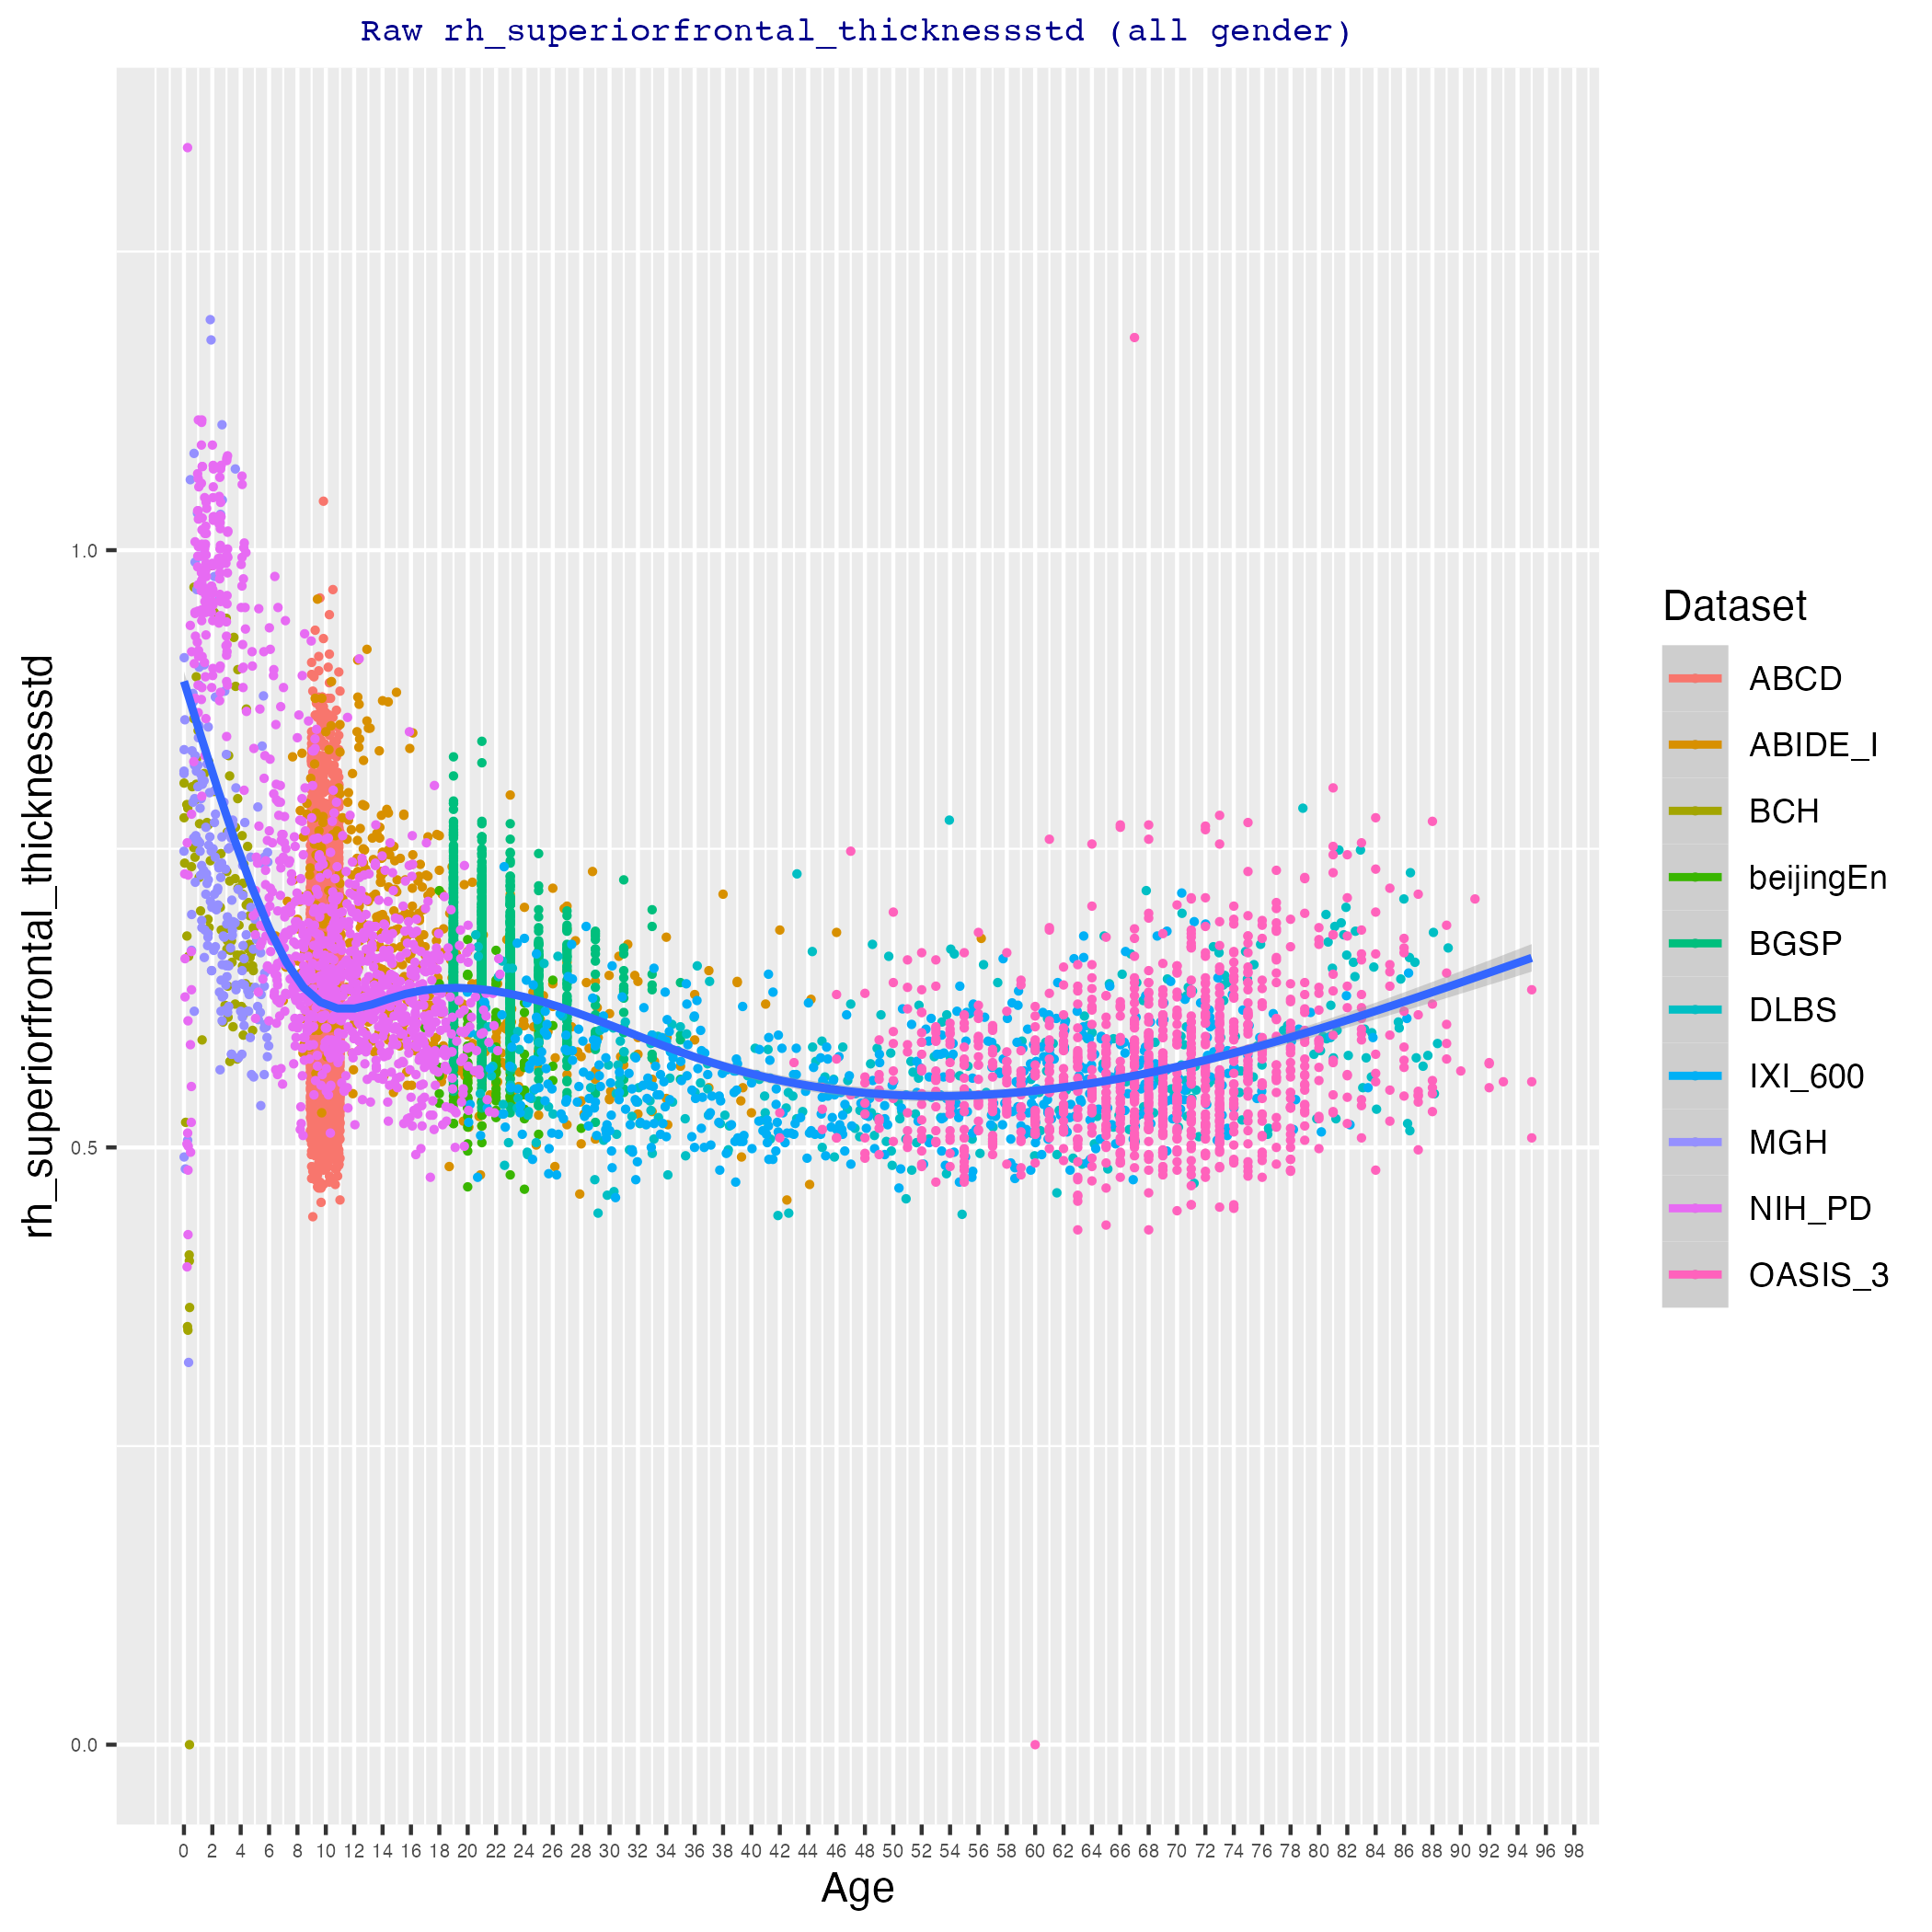 Raw rh_superiorfrontal_thicknessstd (all gender)
rh_superiorfrontal_thicknessstd
1.0
0.5
0.0
0 2 4 6 8 10 12 14 16 18 20 22 24 26 28 30 32 34 36 38 40 42 44 46 48 50 52 54 56 58 60 62 64 66 68 70 72 74 76 78 80 82 84 86 88 90 92 94 96 98
Age
Dataset
ABCD
ABIDE_I
BCH
beijingEn
BGSP
DLBS
IXI_600
MGH
NIH_PD
OASIS_3